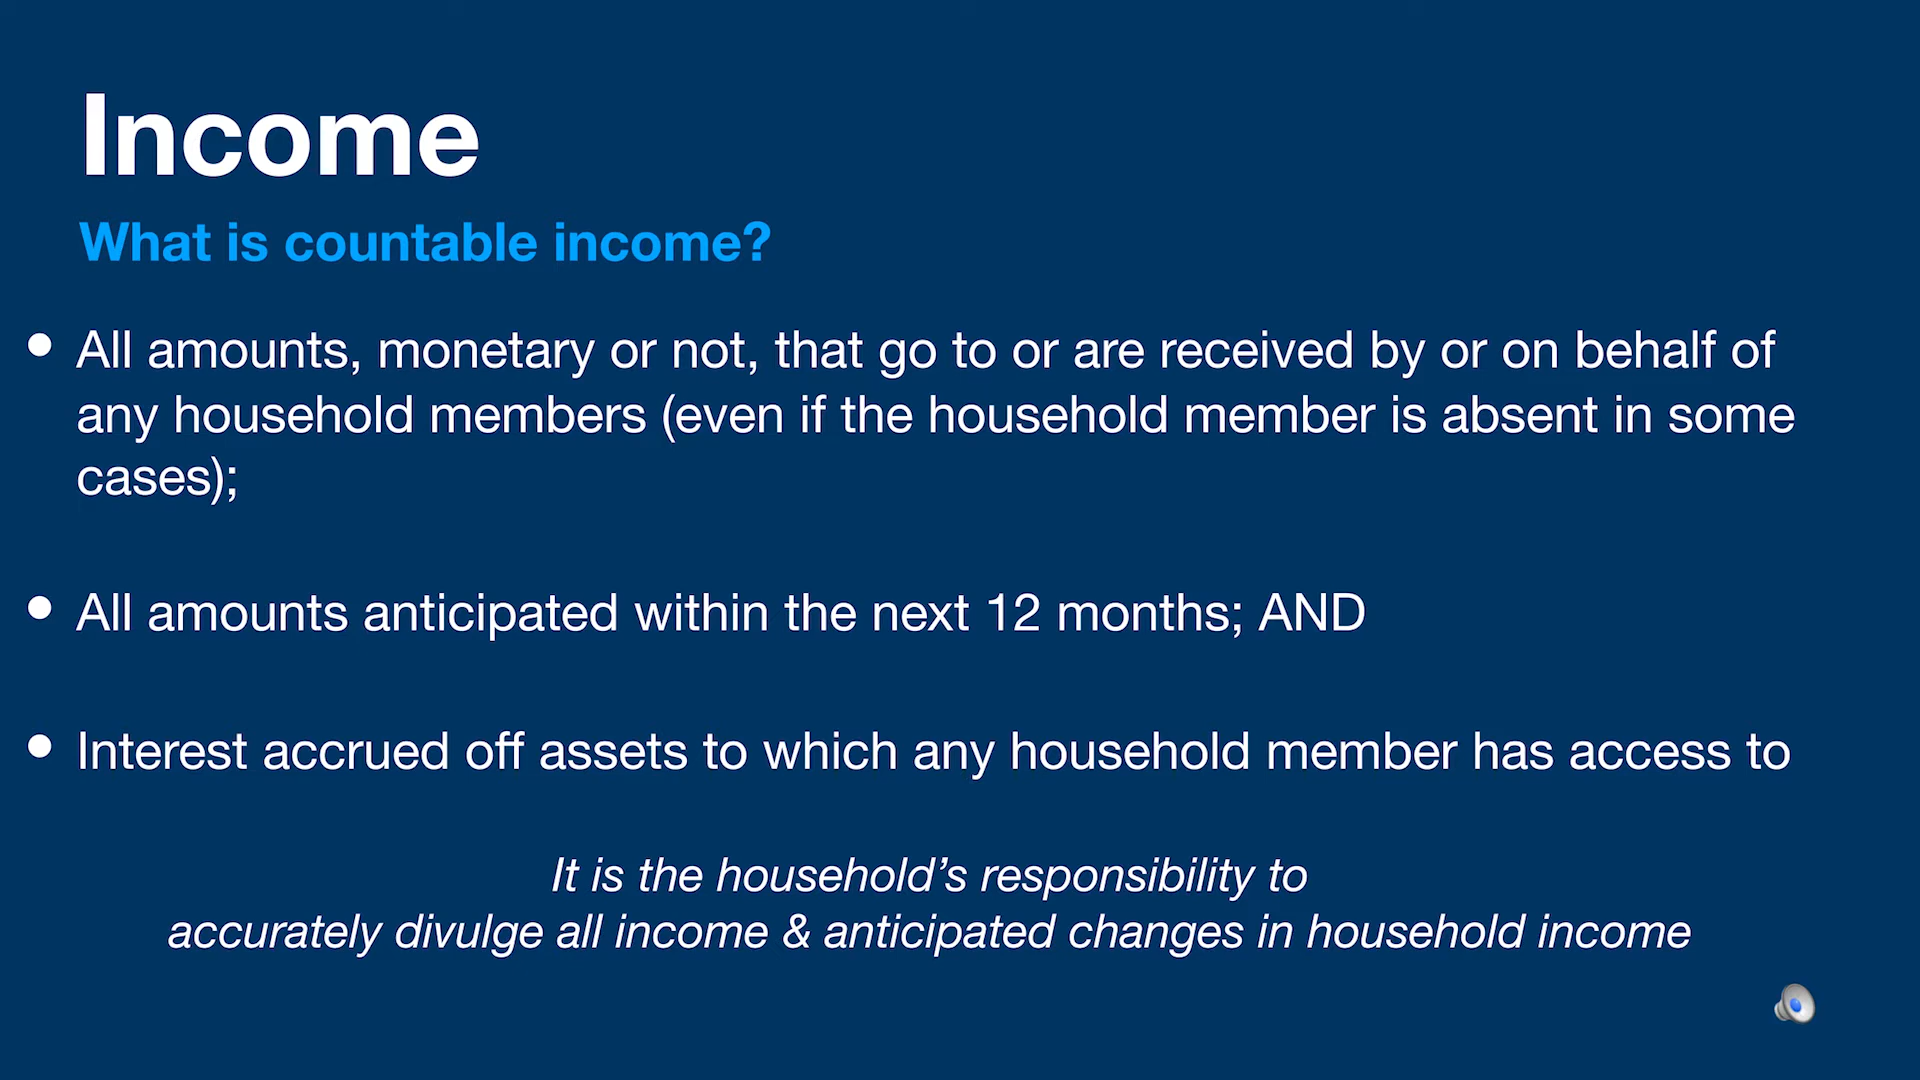 Income
What is countable income?
• All amounts, monetary or not, that go to or are received by or on behalf of
any household members (even if the household member is absent in some
cases);
• All amounts anticipated within the next 12 months; AND
• Interest accrued off assets to which any household member has access to
It is the household’s responsibility to
accurately divulge all income & anticipated changes in household income